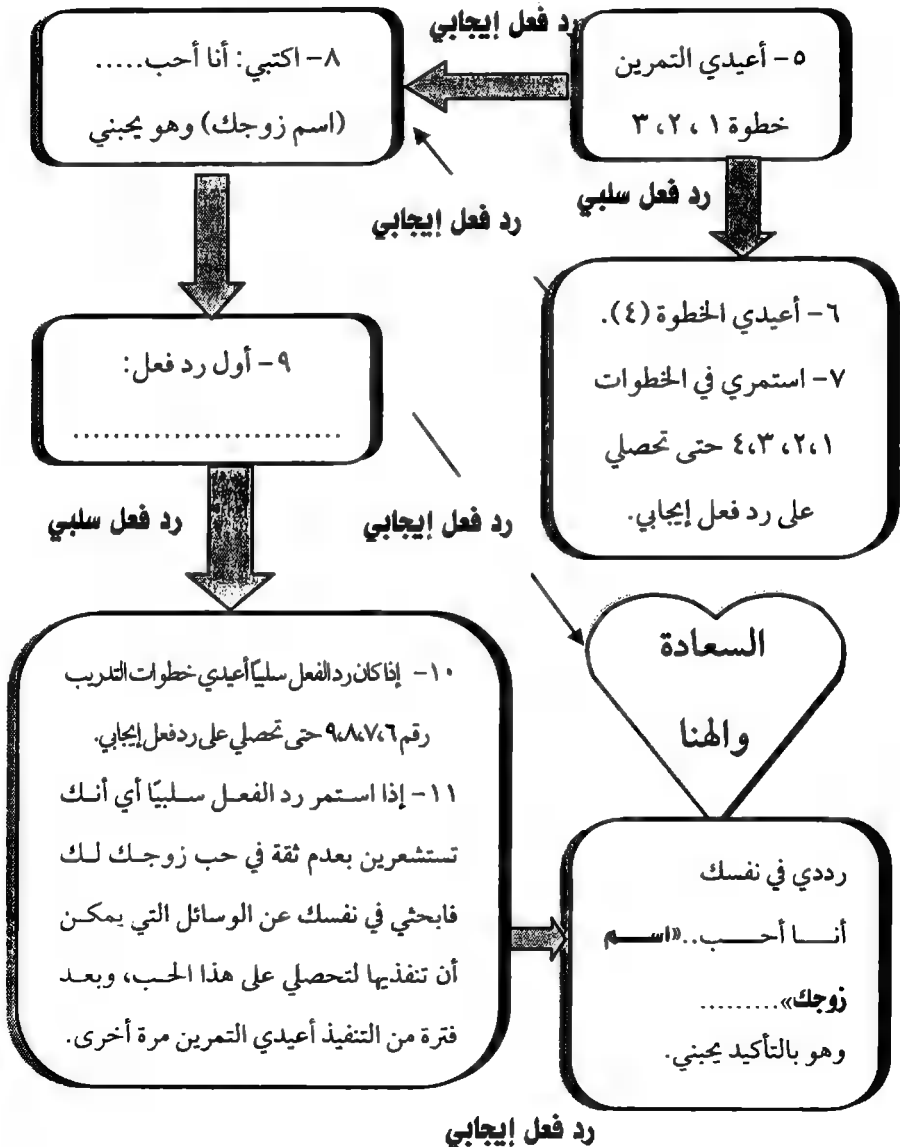 رد فعل إيجابي
٥- أعيدي التمرين
خطوة ١ ، ٢، ٣
٨- اكتبي: أنا أحب.....
(اسم زوجك) وهو يحبني
رد فعل سلبي
رد فعل إيجابي
٦- أعيدي الخطوة (٤).
٧- استمري في الخطوات
١، ٢، ٣، ٤ حتى تحصلي
على رد فعل إيجابي.
٩- أول رد فعل:
............................
رد فعل إيجابي
رد فعل سلبي
السعادة
والهنا
١٠- إذا كان رد الفعل سلبيًا أعيدي خطوات التدريب
رقم ٦، ٧، ٨، ٩ حتى تحصلي على رد فعل إيجابي.
١١- إذا استمر رد الفعل سلبيًا أي أنك
تستشعرين بعدم ثقة في حب زوجك لك
فابحثي في نفسك عن الوسائل التي يمكن
أن تنفذيها لتحصلي على هذا الحب، وبعد
فترة من التنفيذ أعيدي التمرين مرة أخرى.
رددي في نفسك
أنا أحب..«اسم
زوجك».........
وهو بالتأكيد يحبني.
رد فعل إيجابي